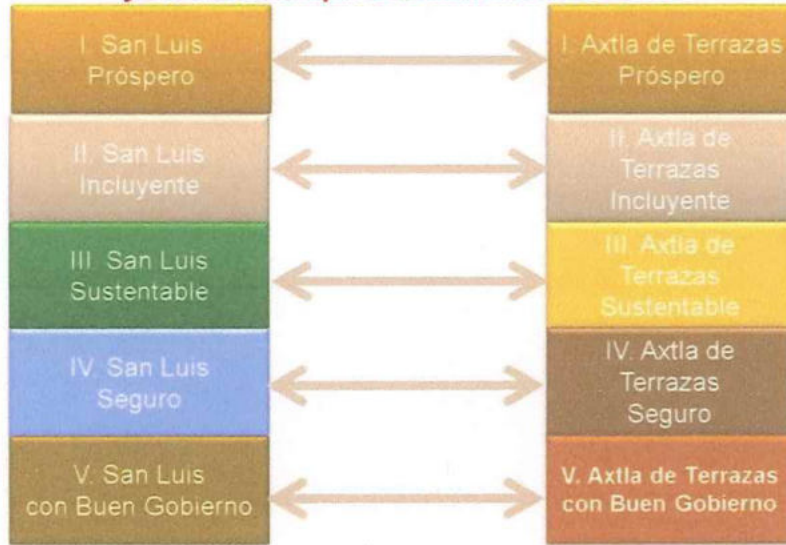 I. San Luis
Próspero
I. Axtla de Terrazas
Próspero
II. San Luis
Incluyente
II. Axtla de
Terrazas
Incluyente
III. San Luis
Sustentable
III. Axtla de
Terrazas
Sustentable
IV. San Luis
Seguro
IV. Axtla de
Terrazas
Seguro
V. San Luis
con Buen Gobierno
V. Axtla de Terrazas
con Buen Gobierno